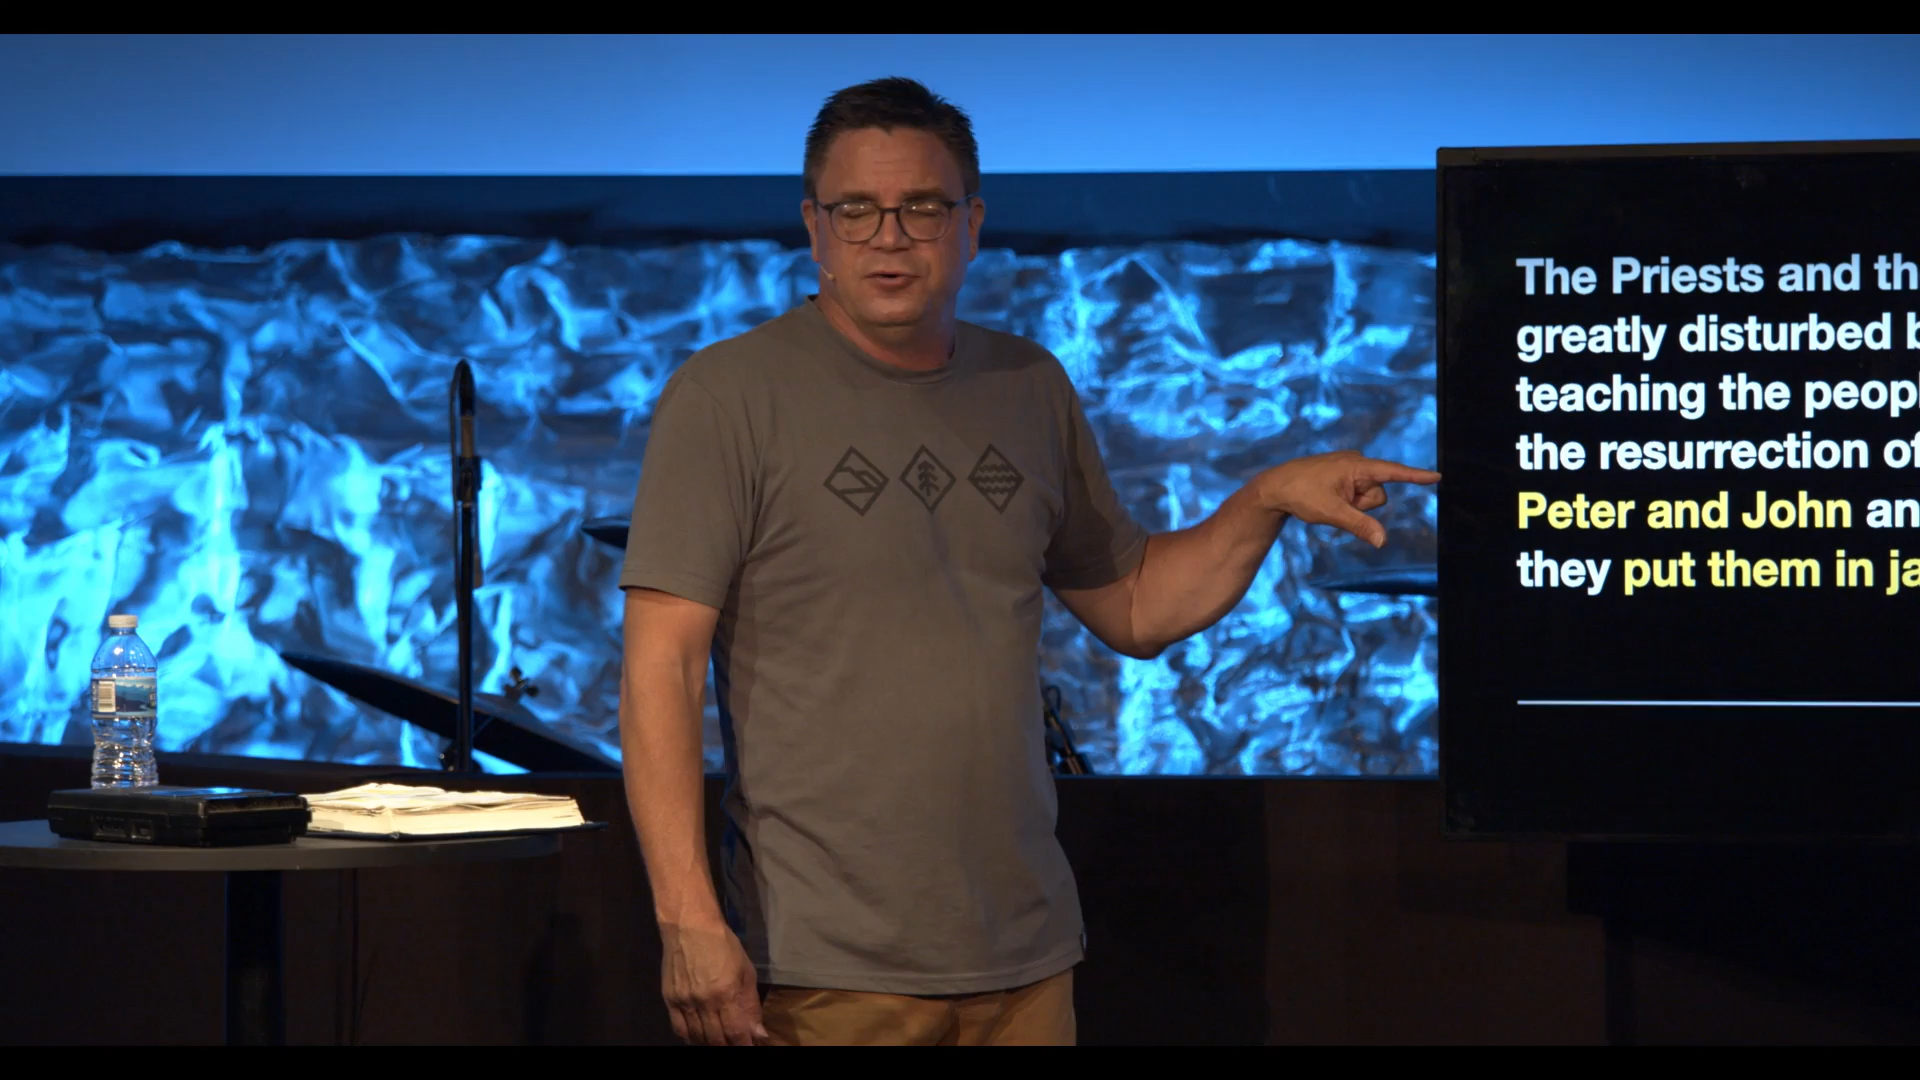 The Priests and th
greatly disturbed b
teaching the peopl
the resurrection of
Peter and John an
they put them in ja